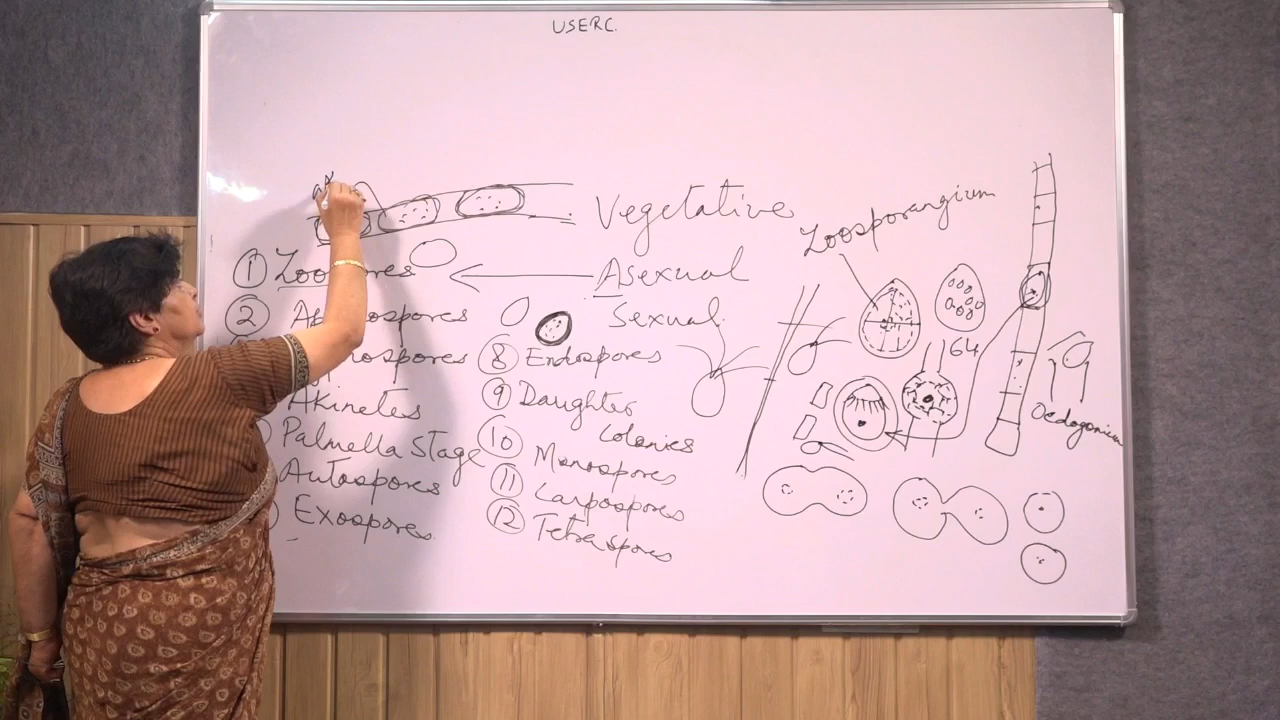 USERC.
ak
Vegetative
Zoosporangium
① Zoospores
Asexual
② Aplanospores
Sexual
64
⑧ Endospores
Akinetes
⑨ Daughter
Colonies
Oedogonium
Palmella Stage
⑩ Monospores
Autospores
⑪ Carpospores
Exospores
⑫ Tetraspores